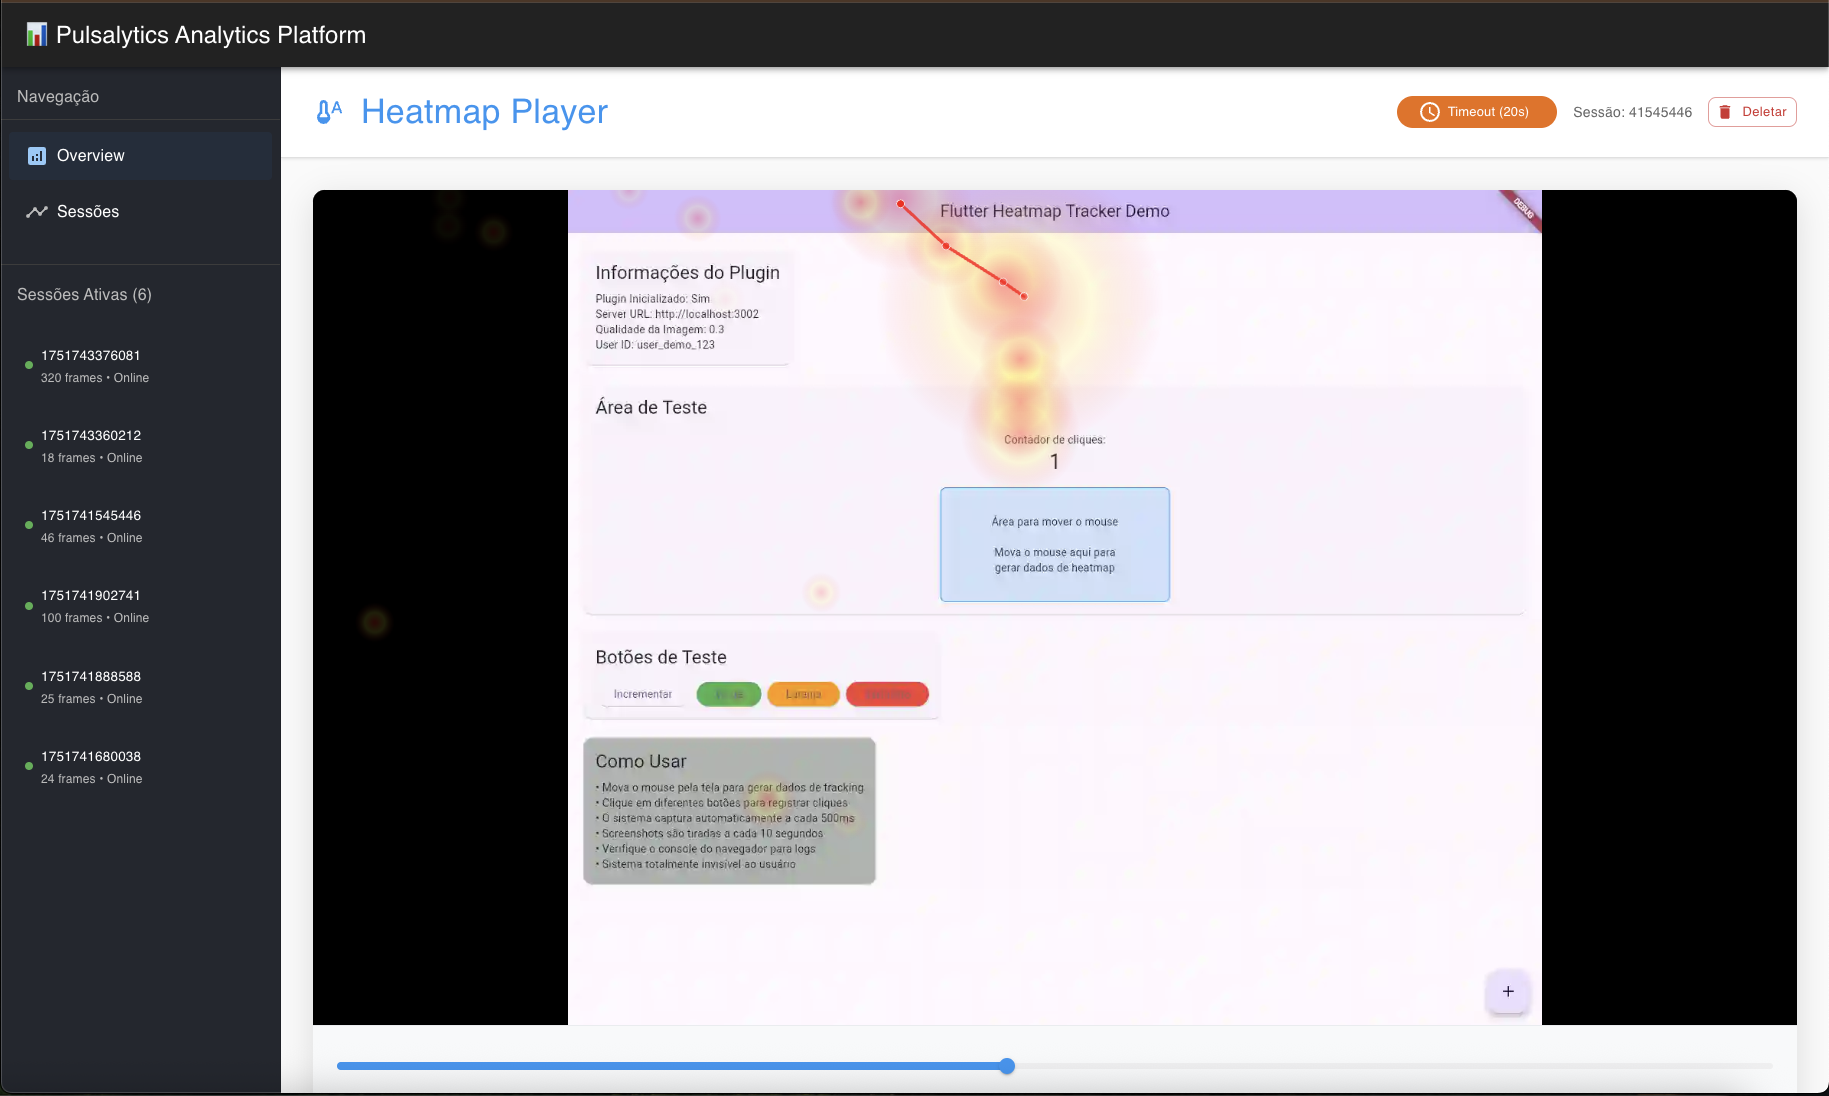 Pulsalytics Analytics Platform
Navegação
Overview
Sessões
Sessões Ativas (6)
1751743376081
320 frames • Online
1751743360212
18 frames • Online
1751741545446
46 frames • Online
1751741902741
100 frames • Online
1751741888588
25 frames • Online
1751741680038
24 frames • Online
A
Heatmap Player
Timeout (20s)
Sessão: 41545446
Deletar
Flutter Heatmap Tracker Demo
DEBUG
Informações do Plugin
Plugin Inicializado: Sim
Server URL: http://localhost:3002
Qualidade da Imagem: 0.3
User ID: user_demo_123
Área de Teste
Contador de cliques:
1
Área para mover o mouse
Mova o mouse aqui para
gerar dados de heatmap
Botões de Teste
Incrementar
Laranja
Como Usar
• Mova o mouse pela tela para gerar dados de tracking
• Clique em diferentes botões para registrar cliques
• O sistema captura automaticamente a cada 500ms
• Screenshots são tiradas a cada 10 segundos
• Verifique o console do navegador para logs
• Sistema totalmente invisível ao usuário
+